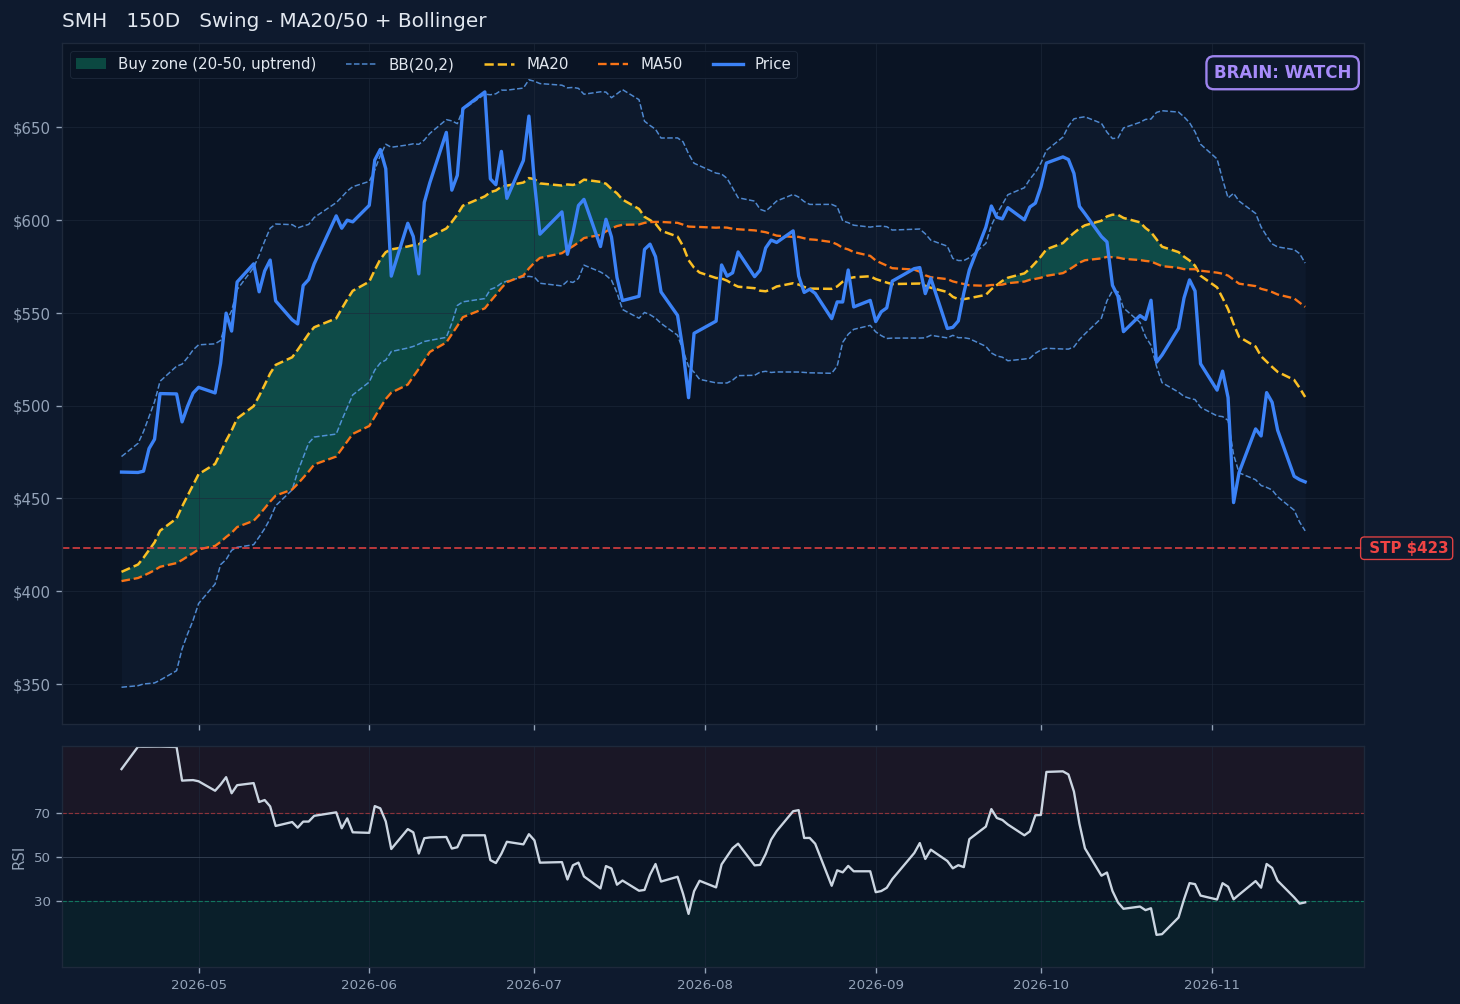 SMH   150D   Swing - MA20/50 + Bollinger
Buy zone (20-50, uptrend)   BB(20,2)   MA20   MA50   Price
BRAIN: WATCH
$650
$600
$550
$500
$450
STP $423
$400
$350
70
50
30
RSI
2026-05   2026-06   2026-07   2026-08   2026-09   2026-10   2026-11